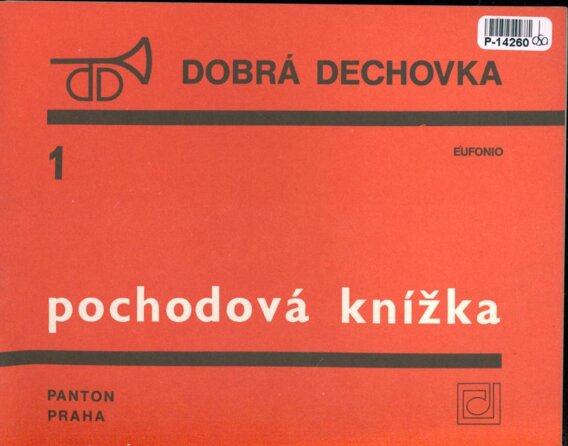 P-14260
DOBRÁ DECHOVKA
1
EUFONIO
pochodová knížka
PANTON
PRAHA